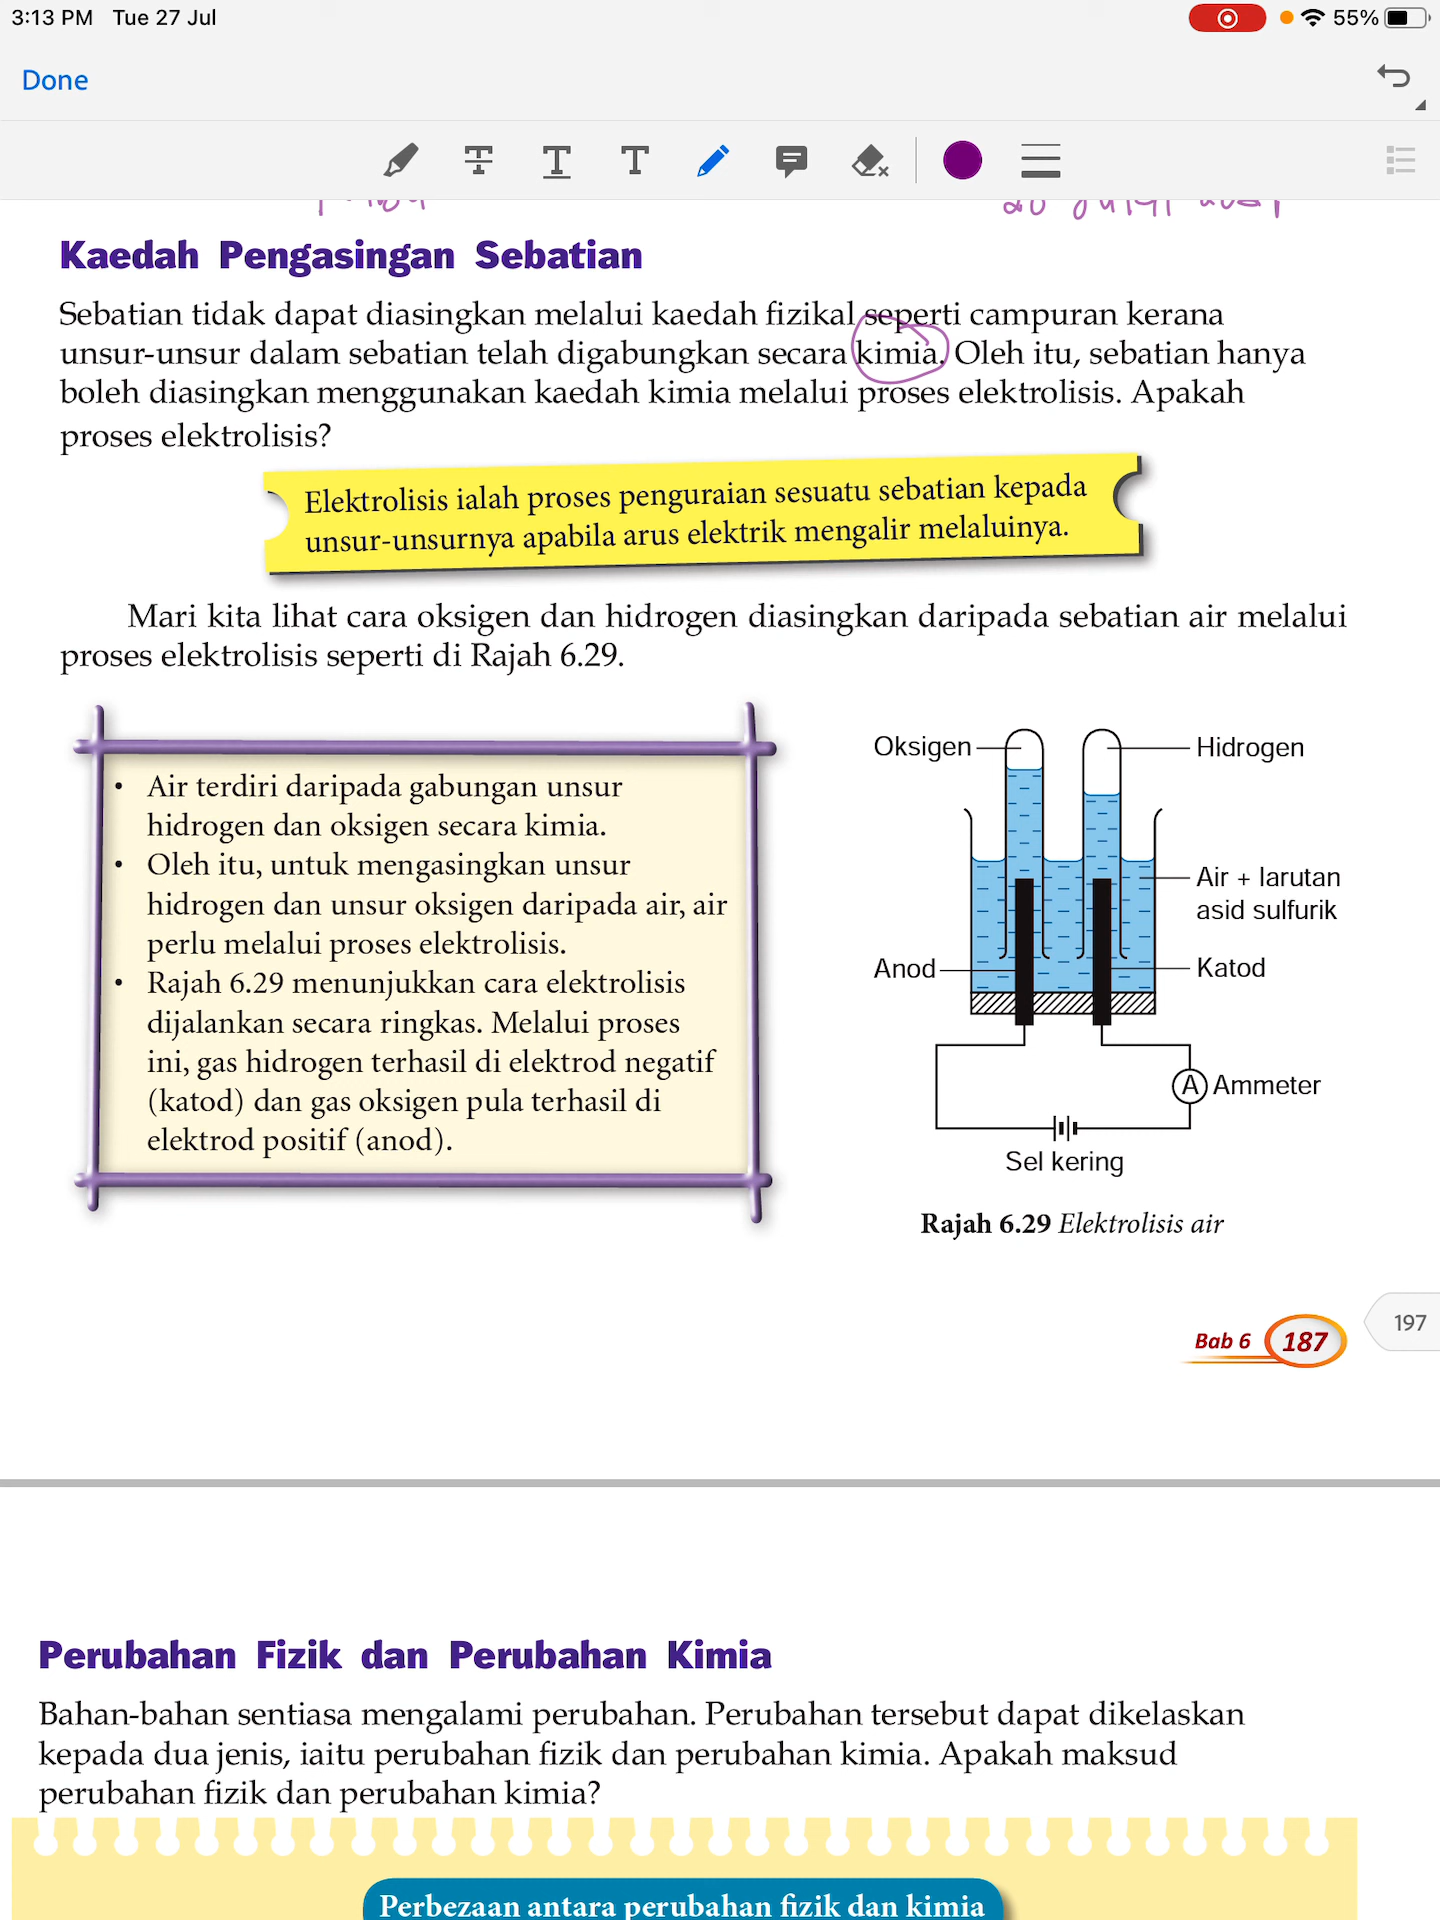 3:13 PM Tue 27 Jul
55%
Done
T T T
Kaedah Pengasingan Sebatian
Sebatian tidak dapat diasingkan melalui kaedah fizikal seperti campuran kerana
unsur-unsur dalam sebatian telah digabungkan secara kimia. Oleh itu, sebatian hanya
boleh diasingkan menggunakan kaedah kimia melalui proses elektrolisis. Apakah
proses elektrolisis?
Elektrolisis ialah proses penguraian sesuatu sebatian kepada
unsur-unsurnya apabila arus elektrik mengalir melaluinya.
Mari kita lihat cara oksigen dan hidrogen diasingkan daripada sebatian air melalui
proses elektrolisis seperti di Rajah 6.29.
• Air terdiri daripada gabungan unsur
hidrogen dan oksigen secara kimia.
• Oleh itu, untuk mengasingkan unsur
hidrogen dan unsur oksigen daripada air, air
perlu melalui proses elektrolisis.
• Rajah 6.29 menunjukkan cara elektrolisis
dijalankan secara ringkas. Melalui proses
ini, gas hidrogen terhasil di elektrod negatif
(katod) dan gas oksigen pula terhasil di
elektrod positif (anod).
Oksigen
Hidrogen
Air + larutan
asid sulfurik
Anod
Katod
A Ammeter
Sel kering
Rajah 6.29 Elektrolisis air
Bab 6 187
197
Perubahan Fizik dan Perubahan Kimia
Bahan-bahan sentiasa mengalami perubahan. Perubahan tersebut dapat dikelaskan
kepada dua jenis, iaitu perubahan fizik dan perubahan kimia. Apakah maksud
perubahan fizik dan perubahan kimia?
Perbezaan antara perubahan fizik dan kimia